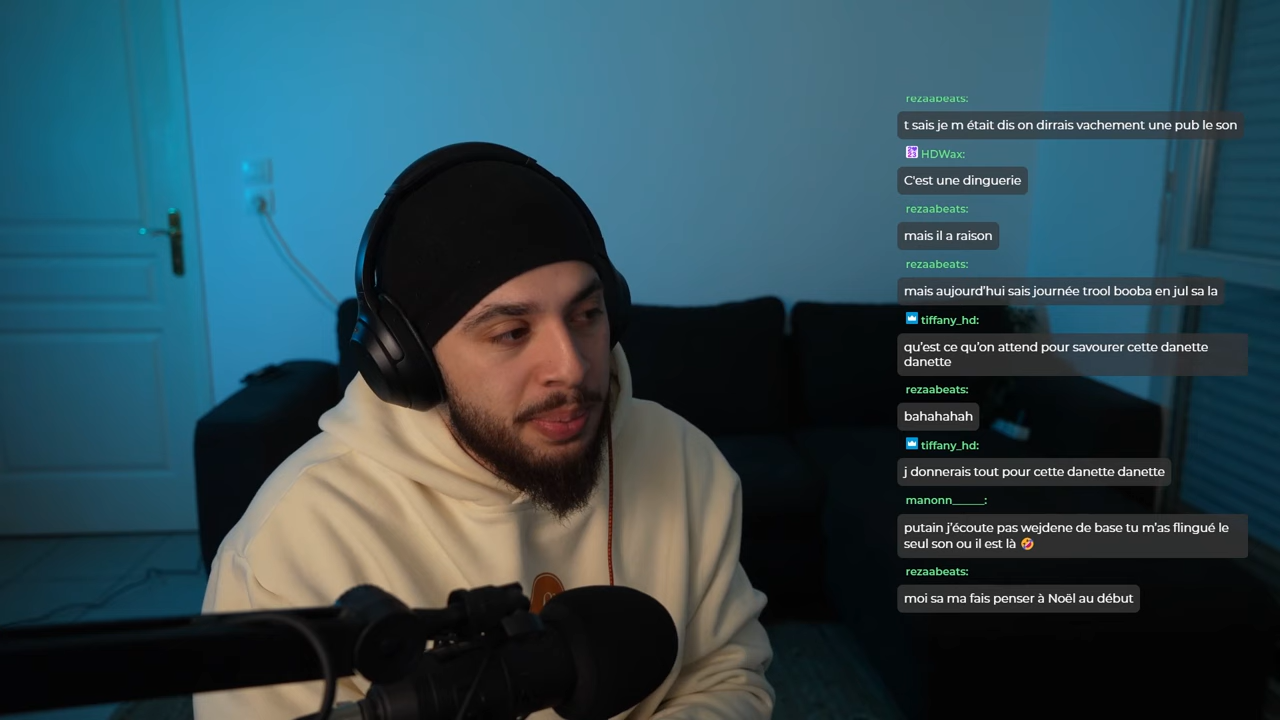 rezaabeats:
t sais je m était dis on dirrais vachement une pub le son
HDWax:
C'est une dinguerie
rezaabeats:
mais il a raison
rezaabeats:
mais aujourd'hui sais journée trool booba en jul sa la
tiffany_hd:
qu'est ce qu'on attend pour savourer cette danette
danette
rezaabeats:
bahahahah
tiffany_hd:
j donnerais tout pour cette danette danette
manonn_____:
putain j'écoute pas wejdene de base tu m'as flingué le
seul son ou il est là 🤣
rezaabeats:
moi sa ma fais penser à Noël au début